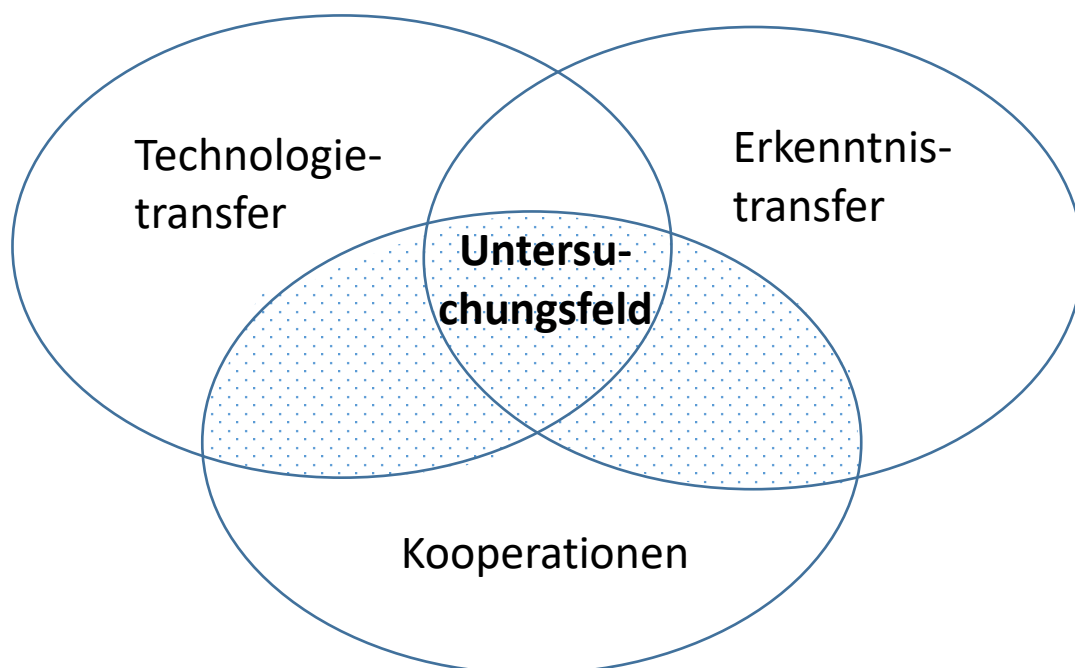 Technologie-
transfer
Erkenntnis-
transfer
Untersu-
chungsfeld
Kooperationen